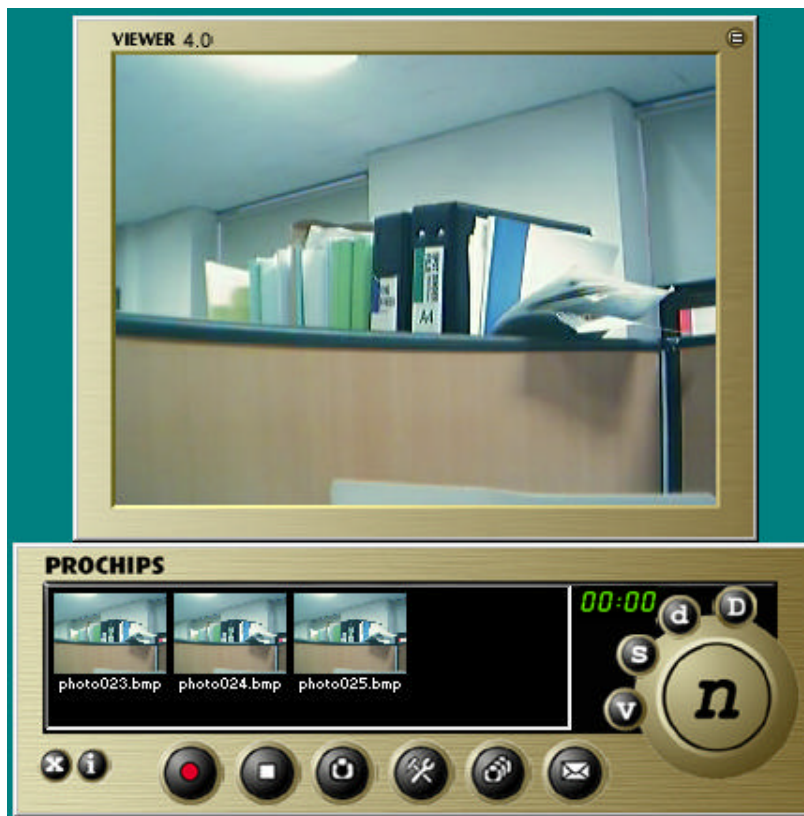 VIEWER 4.0
A4
PROCHIPS
00:00
d
D
S
V
n
photo023.bmp
photo024.bmp
photo025.bmp
x
i